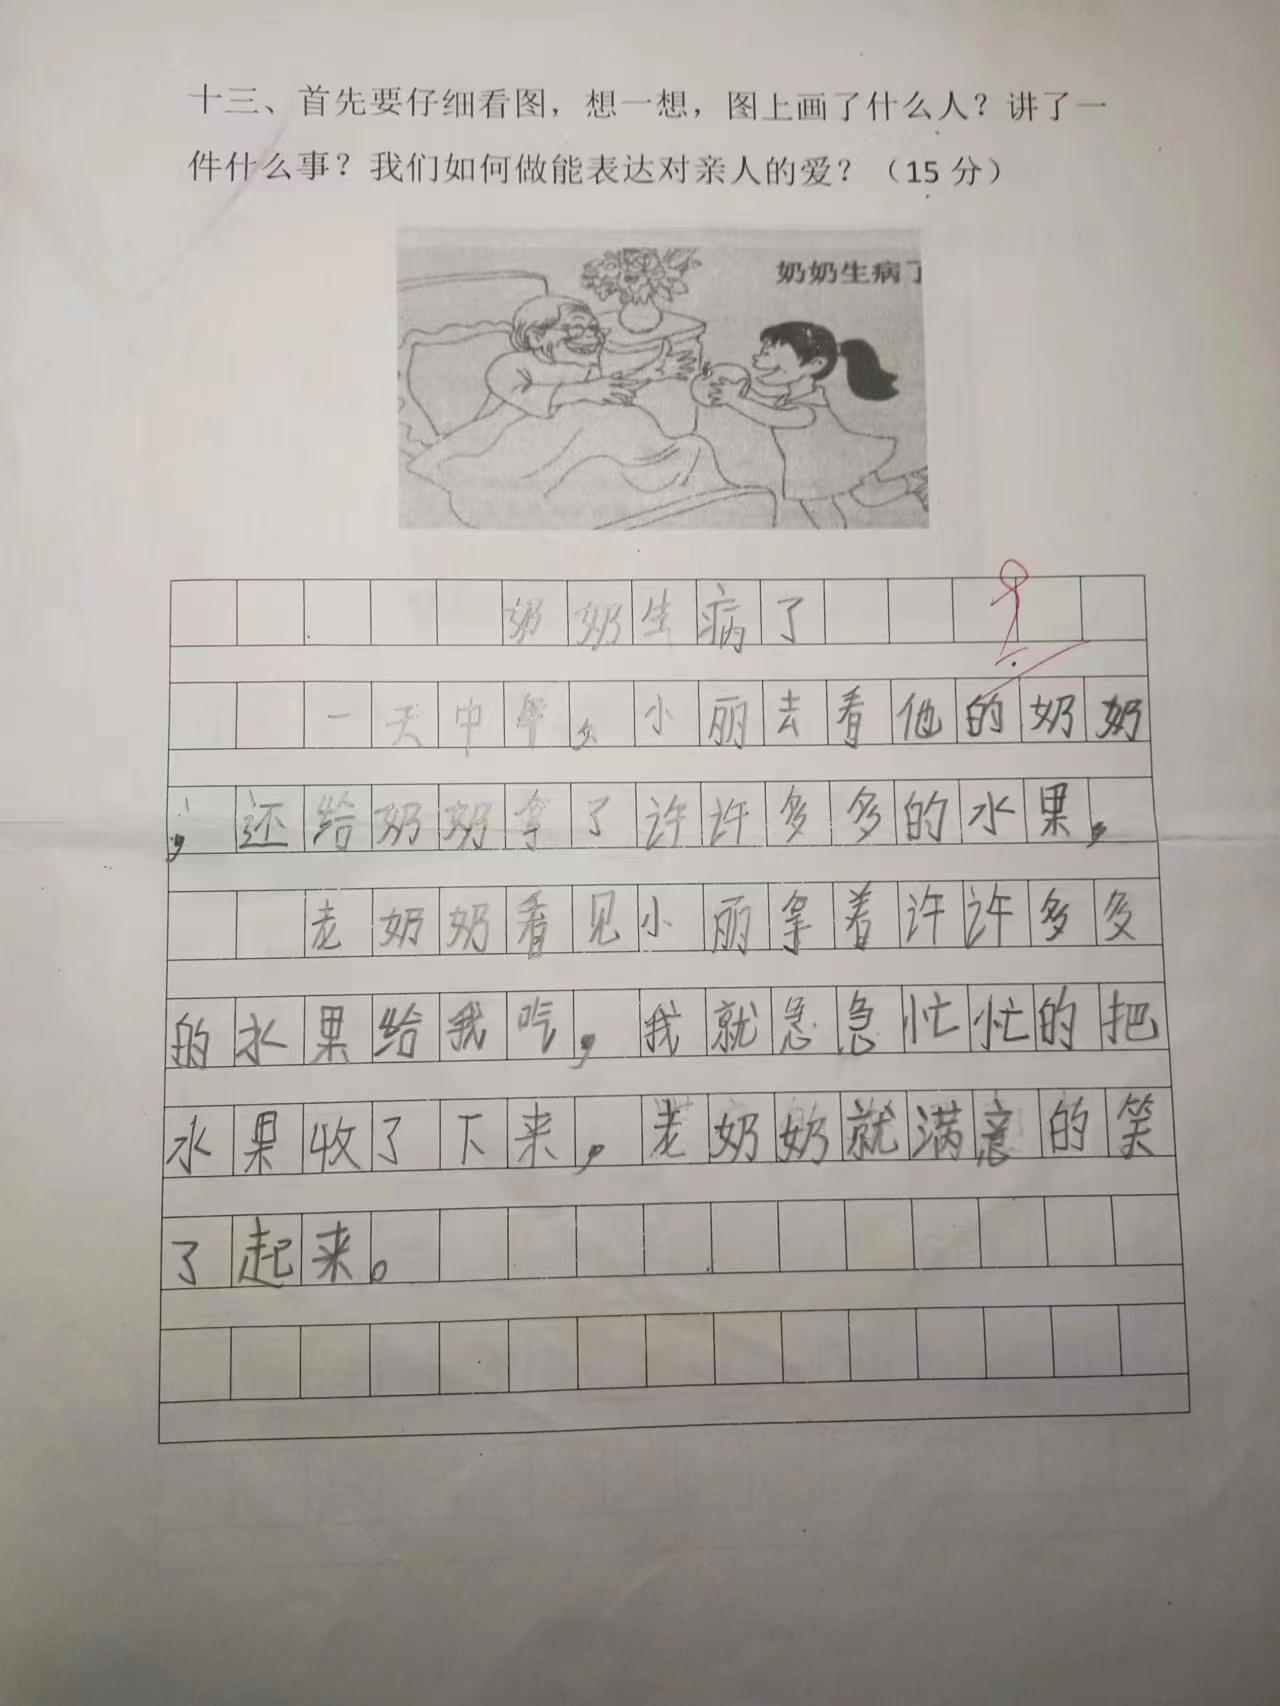 十三、首先要仔细看图，想一想，图上画了什么人？讲了一
件什么事？我们如何做能表达对亲人的爱？（15 分）
奶奶生病了
奶奶生病了
一天中午，小丽去看他的奶奶
，还给奶奶拿了许许多多的水果，
老奶奶看见小丽拿着许许多多
的水果给我吃，我就急急忙忙的把
水果收了下来，老奶奶就满意的笑
了起来。